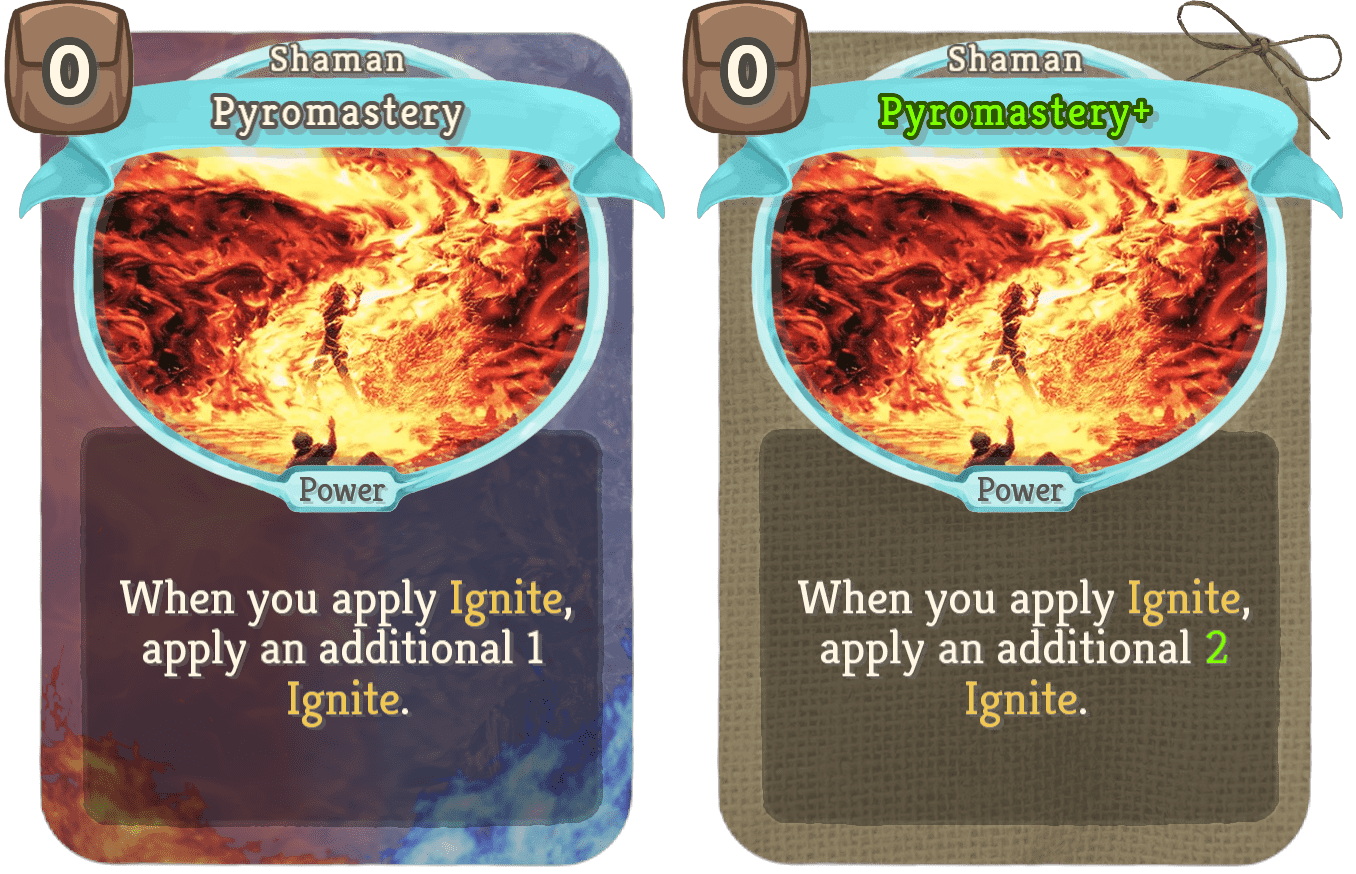 0
Shaman
Pyromastery
Power
When you apply Ignite,
apply an additional 1
Ignite.
0
Shaman
Pyromastery+
Power
When you apply Ignite,
apply an additional 2
Ignite.